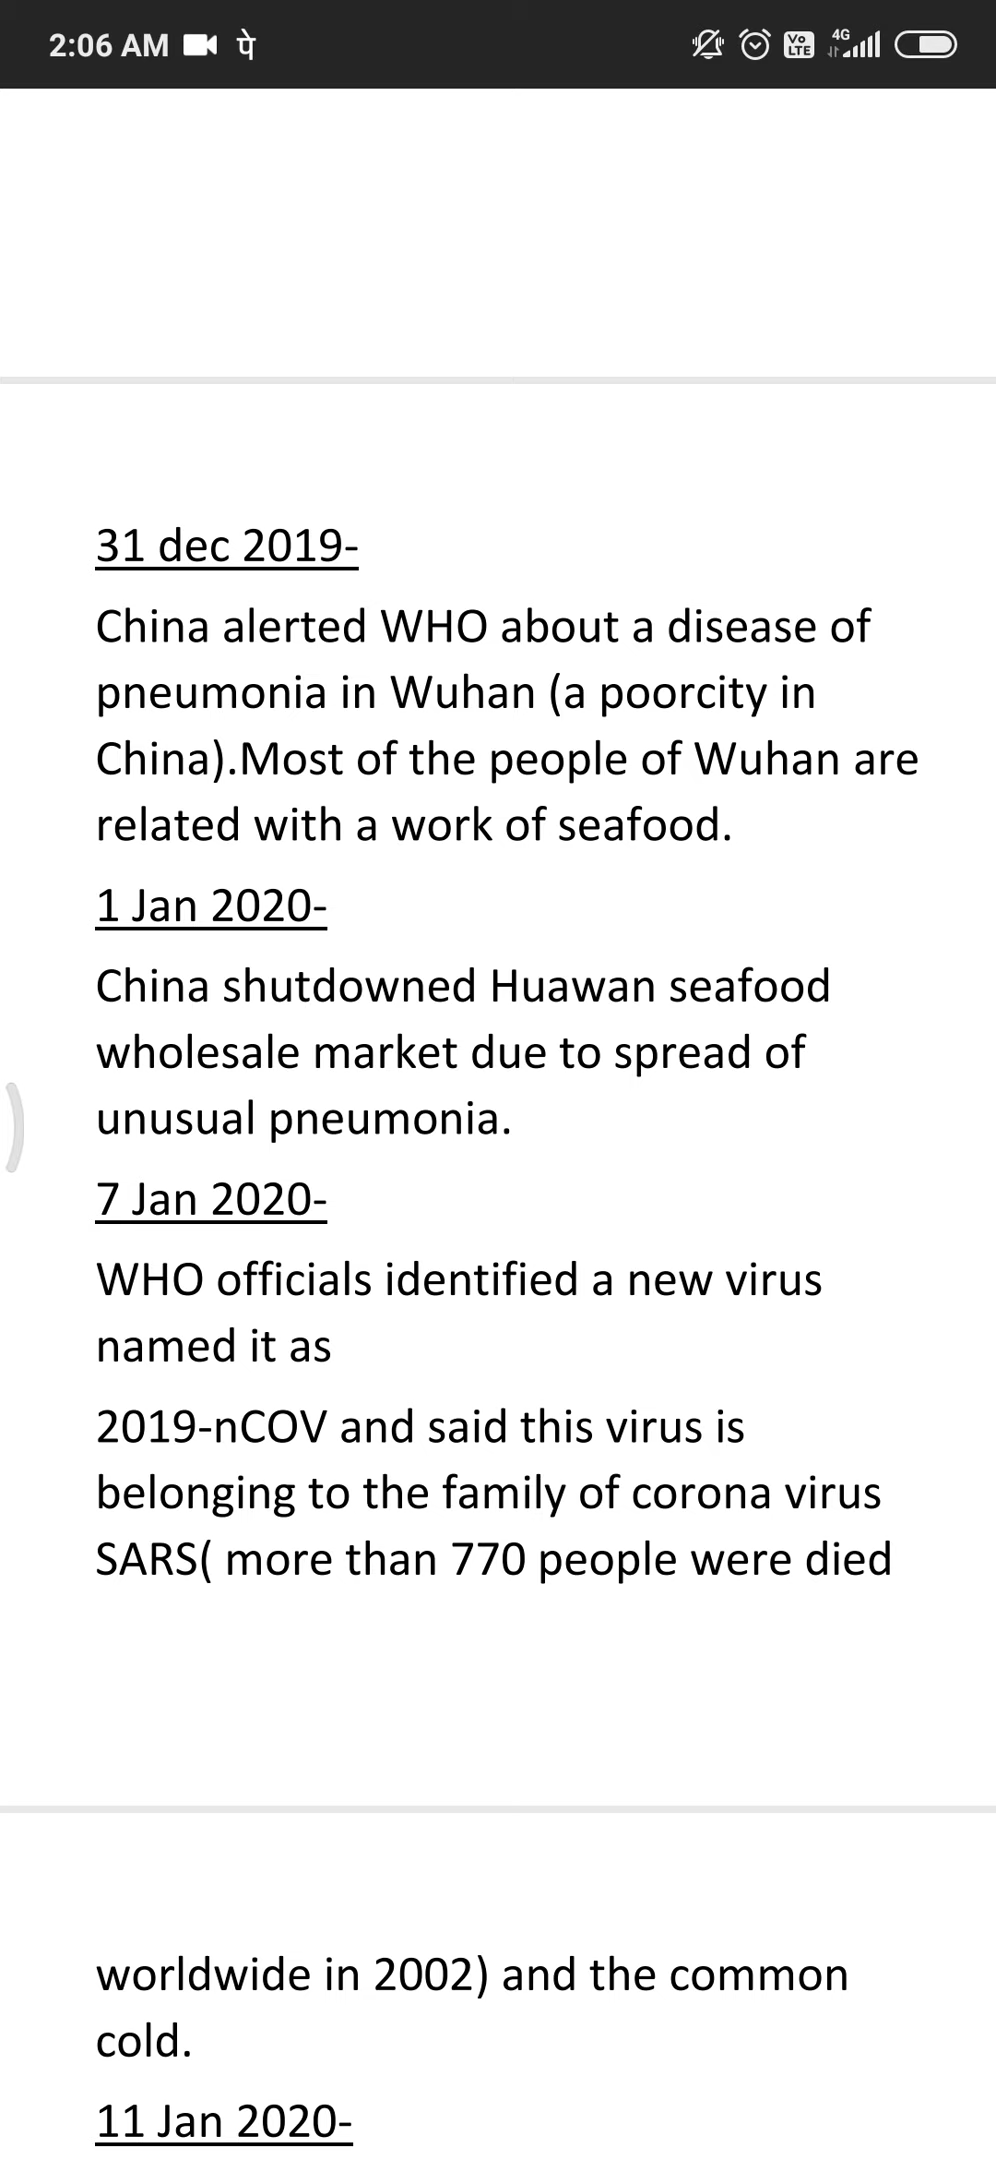 2:06 AM पे Vo LTE 4G
31 dec 2019-
China alerted WHO about a disease of
pneumonia in Wuhan (a poorcity in
China).Most of the people of Wuhan are
related with a work of seafood.
1 Jan 2020-
China shutdowned Huawan seafood
wholesale market due to spread of
unusual pneumonia.
7 Jan 2020-
WHO officials identified a new virus
named it as
2019-nCOV and said this virus is
belonging to the family of corona virus
SARS( more than 770 people were died
worldwide in 2002) and the common
cold.
11 Jan 2020-